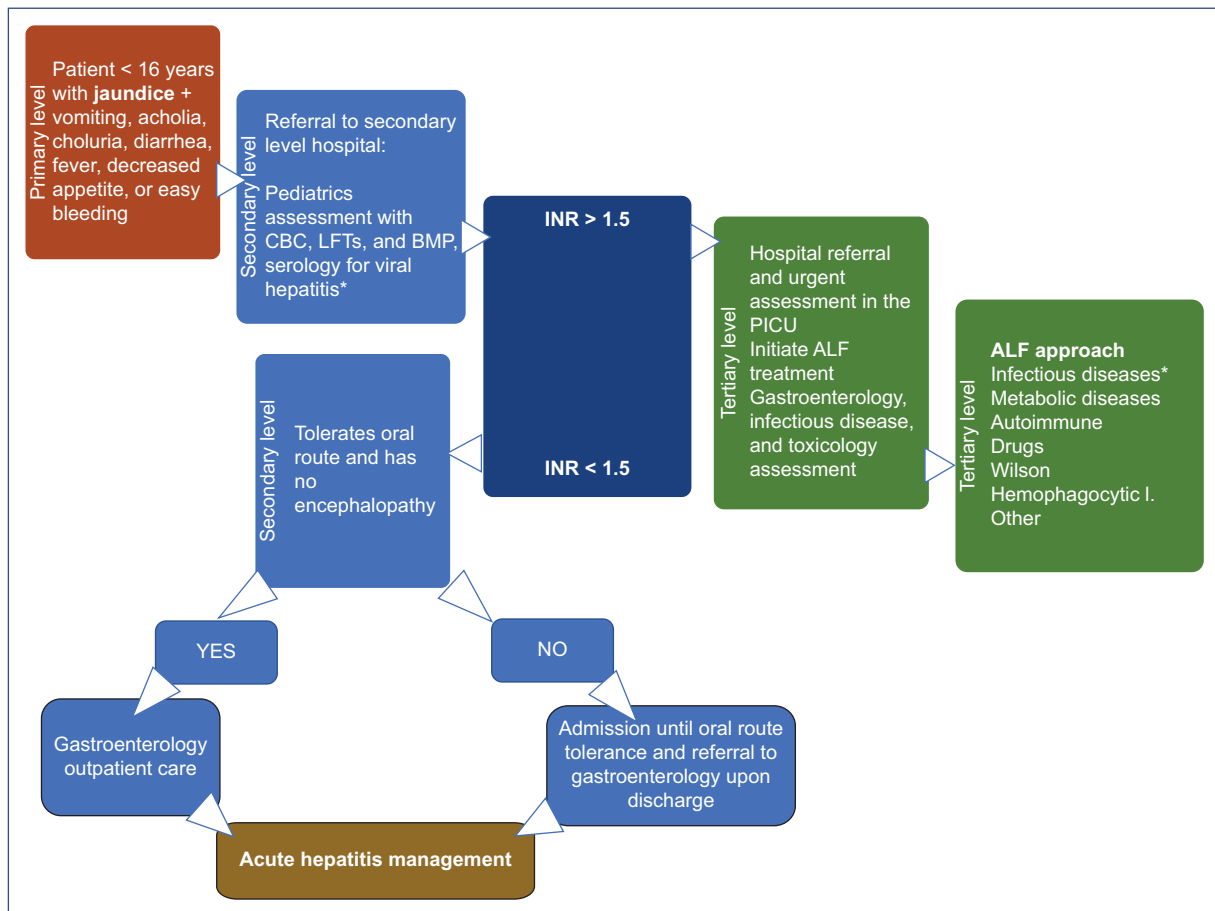 Primary level
Patient < 16 years
with jaundice +
vomiting, acholia,
choluria, diarrhea,
fever, decreased
appetite, or easy
bleeding
Secondary level
Referral to secondary
level hospital:
Pediatrics
assessment with
CBC, LFTs, and BMP,
serology for viral
hepatitis*
INR > 1.5
INR < 1.5
Tertiary level
Hospital referral
and urgent
assessment in the
PICU
Initiate ALF
treatment
Gastroenterology,
infectious disease,
and toxicology
assessment
Tertiary level
ALF approach
Infectious diseases*
Metabolic diseases
Autoimmune
Drugs
Wilson
Hemophagocytic l.
Other
Secondary level
Tolerates oral
route and has
no
encephalopathy
YES
NO
Gastroenterology
outpatient care
Admission until oral route
tolerance and referral to
gastroenterology upon
discharge
Acute hepatitis management